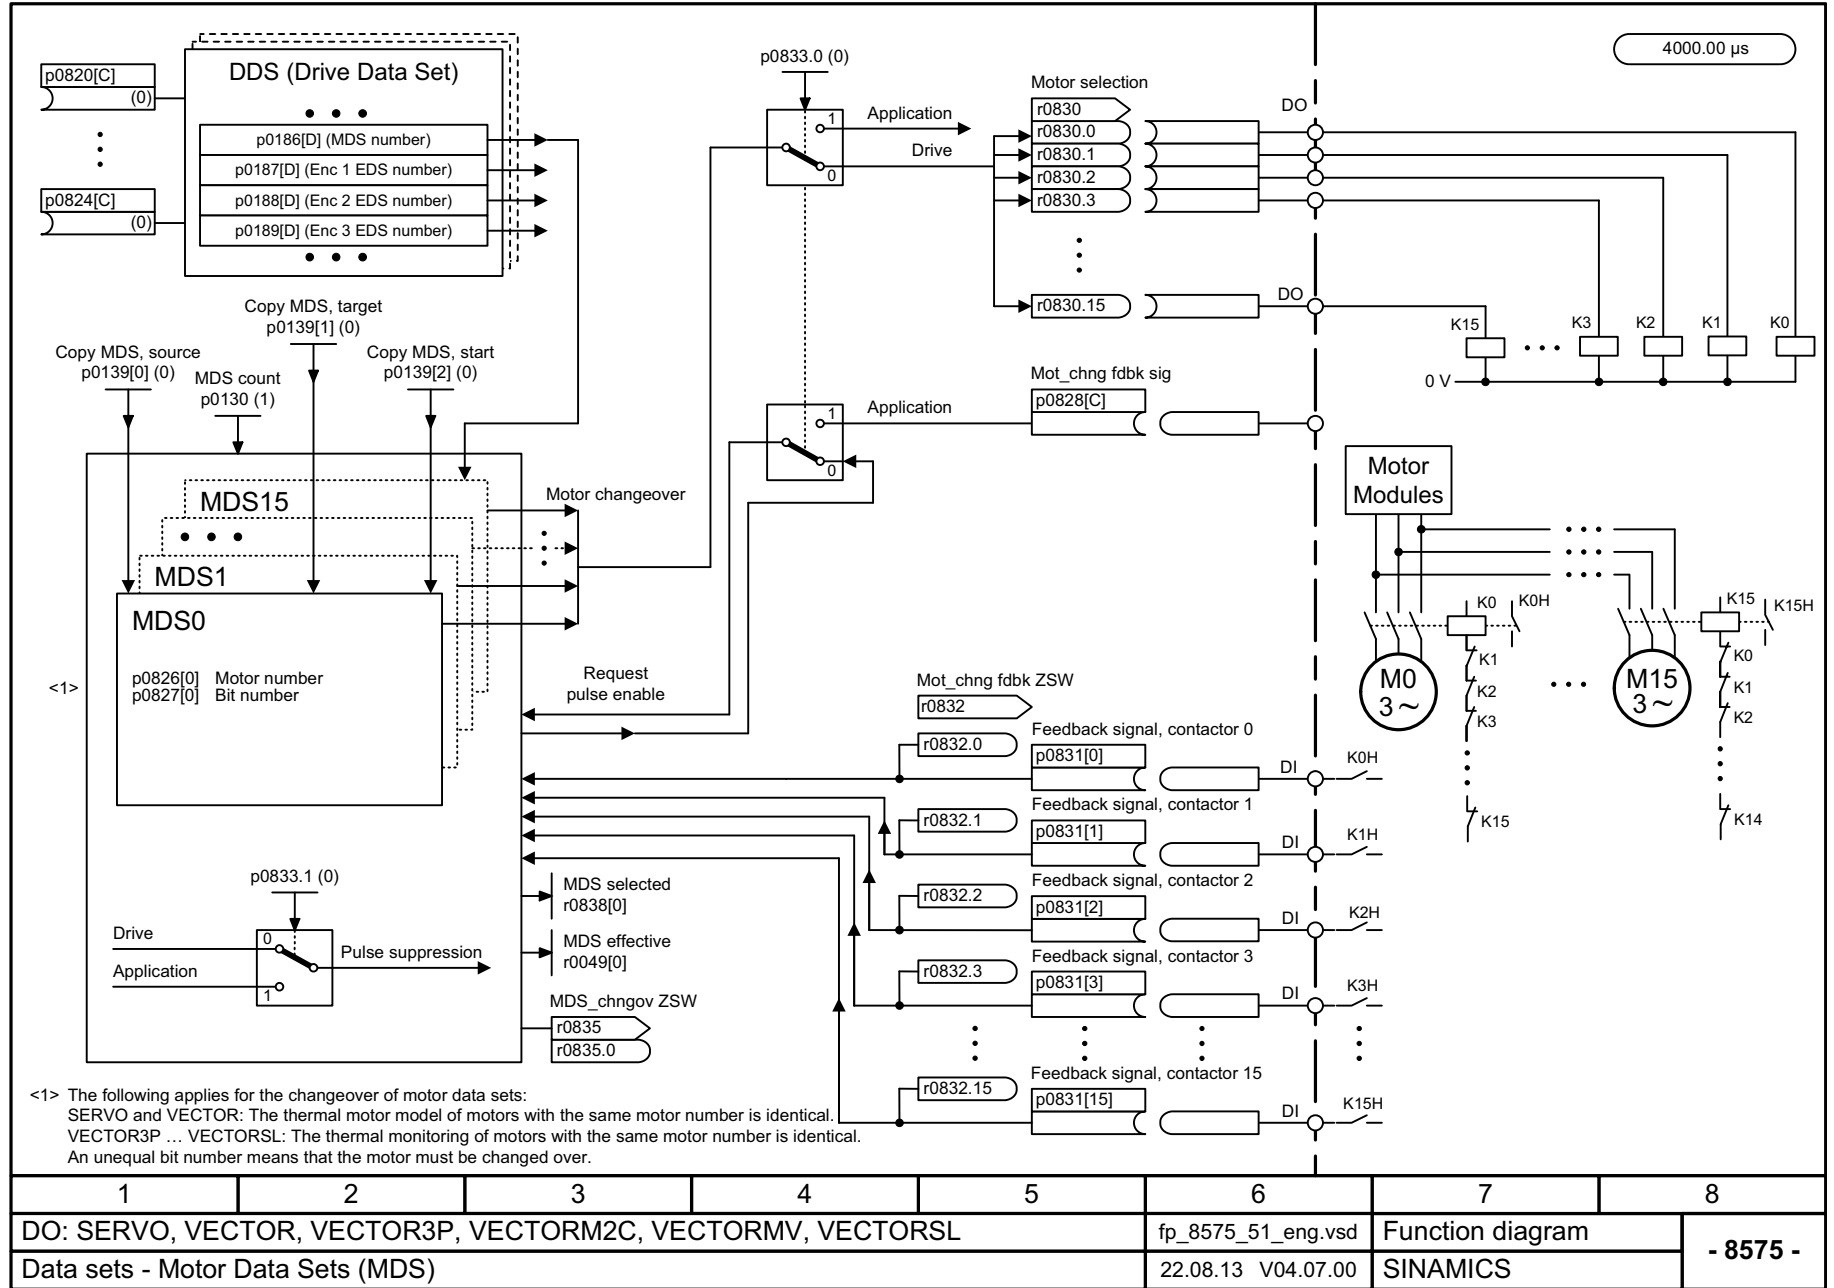 4000.00 µs
p0820[C]
(0)
p0824[C]
(0)
DDS (Drive Data Set)
p0186[D] (MDS number)
p0187[D] (Enc 1 EDS number)
p0188[D] (Enc 2 EDS number)
p0189[D] (Enc 3 EDS number)
p0833.0 (0)
1
0
Application
Drive
Motor selection
r0830
r0830.0
r0830.1
r0830.2
r0830.3
r0830.15
DO
DO
K15
K3
K2
K1
K0
0 V
Copy MDS, target
p0139[1] (0)
Copy MDS, source
p0139[0] (0)
MDS count
p0130 (1)
Copy MDS, start
p0139[2] (0)
1
0
Application
Mot_chng fdbk sig
p0828[C]
MDS15
MDS1
MDS0
p0826[0] Motor number
p0827[0] Bit number
<1>
Motor changeover
Request
pulse enable
Motor
Modules
K0
K0H
K1
K2
K3
K15
M0
3 ~
M15
3 ~
K15
K15H
K0
K1
K2
K14
Mot_chng fdbk ZSW
r0832
r0832.0
Feedback signal, contactor 0
p0831[0]
DI
K0H
r0832.1
Feedback signal, contactor 1
p0831[1]
DI
K1H
r0832.2
Feedback signal, contactor 2
p0831[2]
DI
K2H
r0832.3
Feedback signal, contactor 3
p0831[3]
DI
K3H
r0832.15
Feedback signal, contactor 15
p0831[15]
DI
K15H
p0833.1 (0)
Drive
Application
0
1
Pulse suppression
MDS selected
r0838[0]
MDS effective
r0049[0]
MDS_chngov ZSW
r0835
r0835.0
<1> The following applies for the changeover of motor data sets:
SERVO and VECTOR: The thermal motor model of motors with the same motor number is identical.
VECTOR3P … VECTORSL: The thermal monitoring of motors with the same motor number is identical.
An unequal bit number means that the motor must be changed over.
1 2 3 4 5 6 7 8
DO: SERVO, VECTOR, VECTOR3P, VECTORM2C, VECTORMV, VECTORSL
fp_8575_51_eng.vsd
Function diagram
- 8575 -
Data sets - Motor Data Sets (MDS)
22.08.13 V04.07.00
SINAMICS